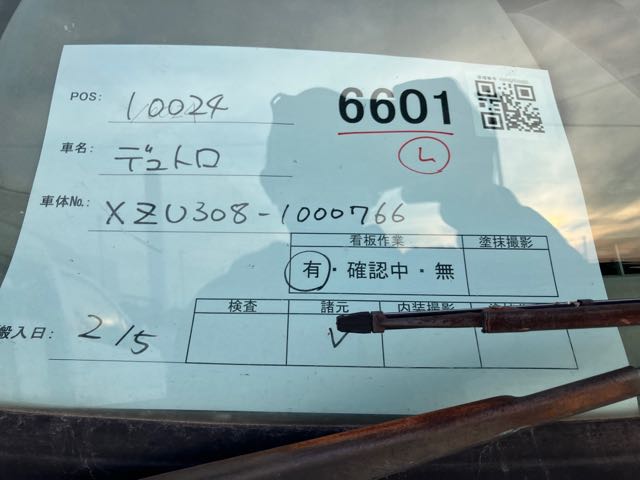 POS: 10024
6601
L
車名: デュトロ
車体No.: XZU308-1000766
看板作業 塗抹撮影
有・確認中・無
検査 諸元 内装撮影
搬入日: 2/5